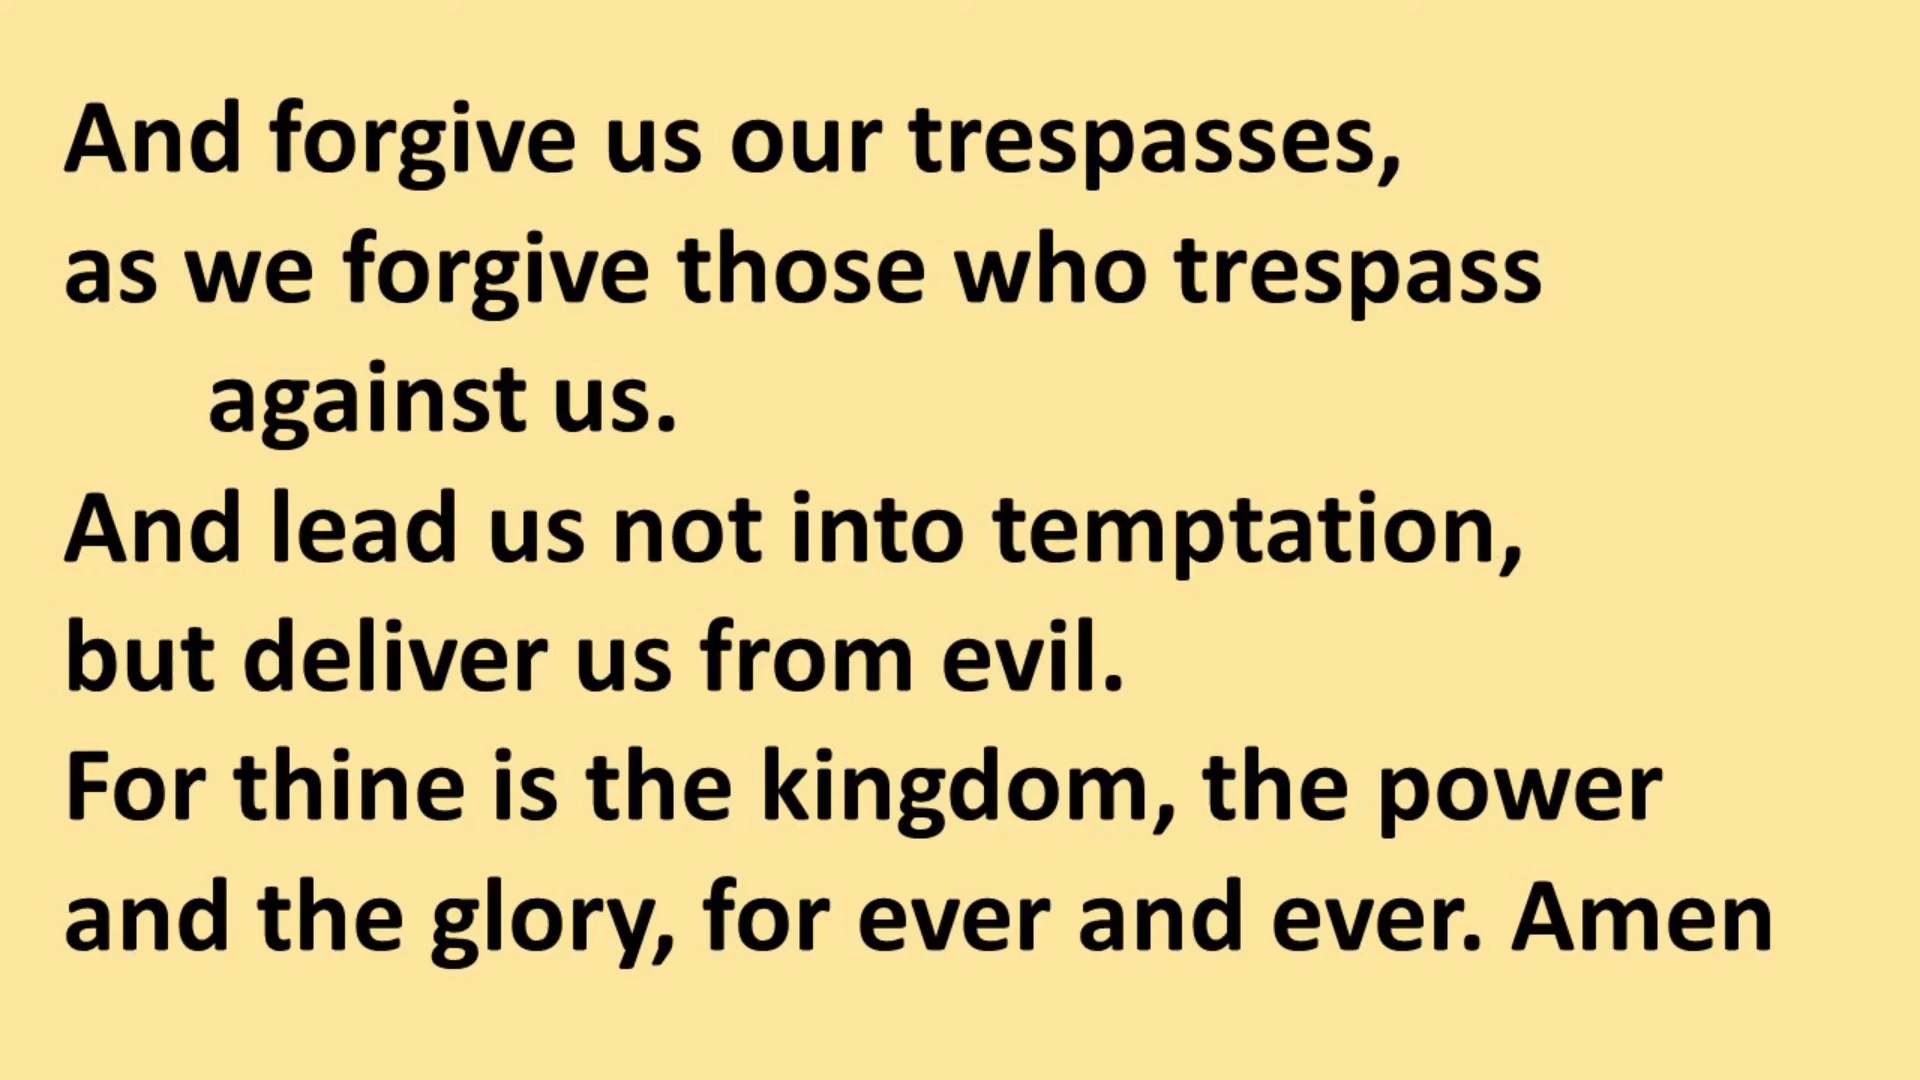 And forgive us our trespasses,
as we forgive those who trespass
against us.
And lead us not into temptation,
but deliver us from evil.
For thine is the kingdom, the power
and the glory, for ever and ever. Amen